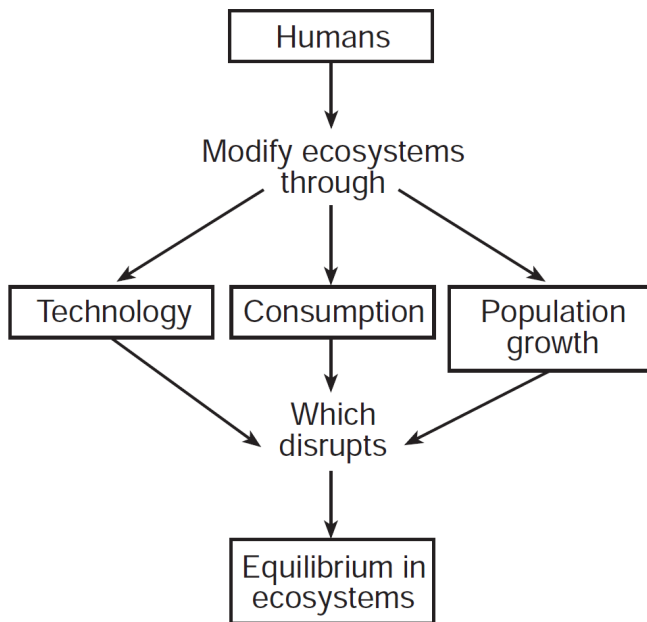 Humans
Modify ecosystems
through
Technology
Consumption
Population
growth
Which
disrupts
Equilibrium in
ecosystems